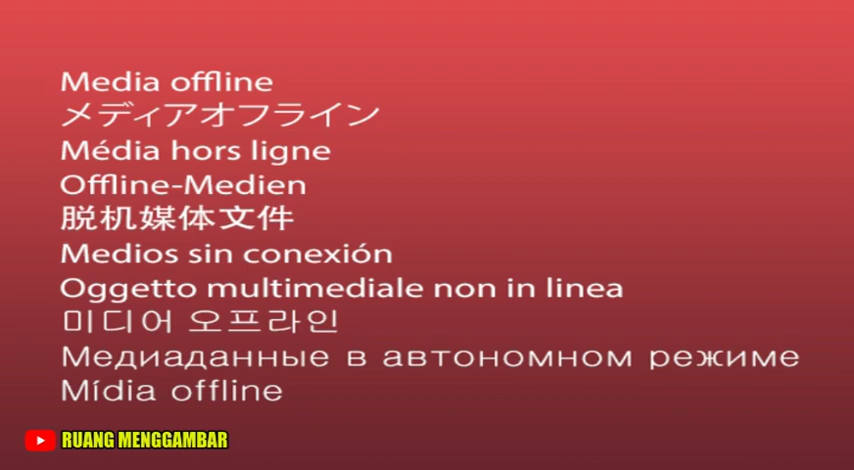 Media offline
メディアオフライン
Média hors ligne
Offline-Medien
脱机媒体文件
Medios sin conexión
Oggetto multimediale non in linea
미디어 오프라인
Медиаданные в автономном режиме
Mídia offline
RUANG MENGGAMBAR